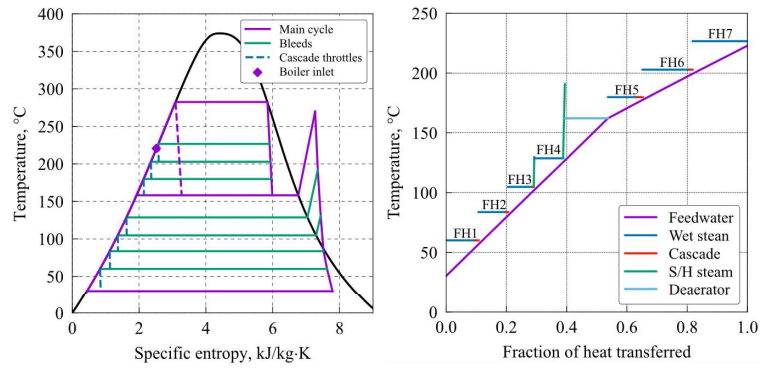 400
350
300
250
200
150
100
50
0
Temperature, °C
0
2
4
6
8
Specific entropy, kJ/kg·K
Main cycle
Bleeds
Cascade throttles
Boiler inlet
250
200
150
100
50
0
Temperature, °C
0.0
0.2
0.4
0.6
0.8
1.0
Fraction of heat transferred
FH7
FH6
FH5
FH4
FH3
FH2
FH1
Feedwater
Wet stean
Cascade
S/H steam
Deaerator